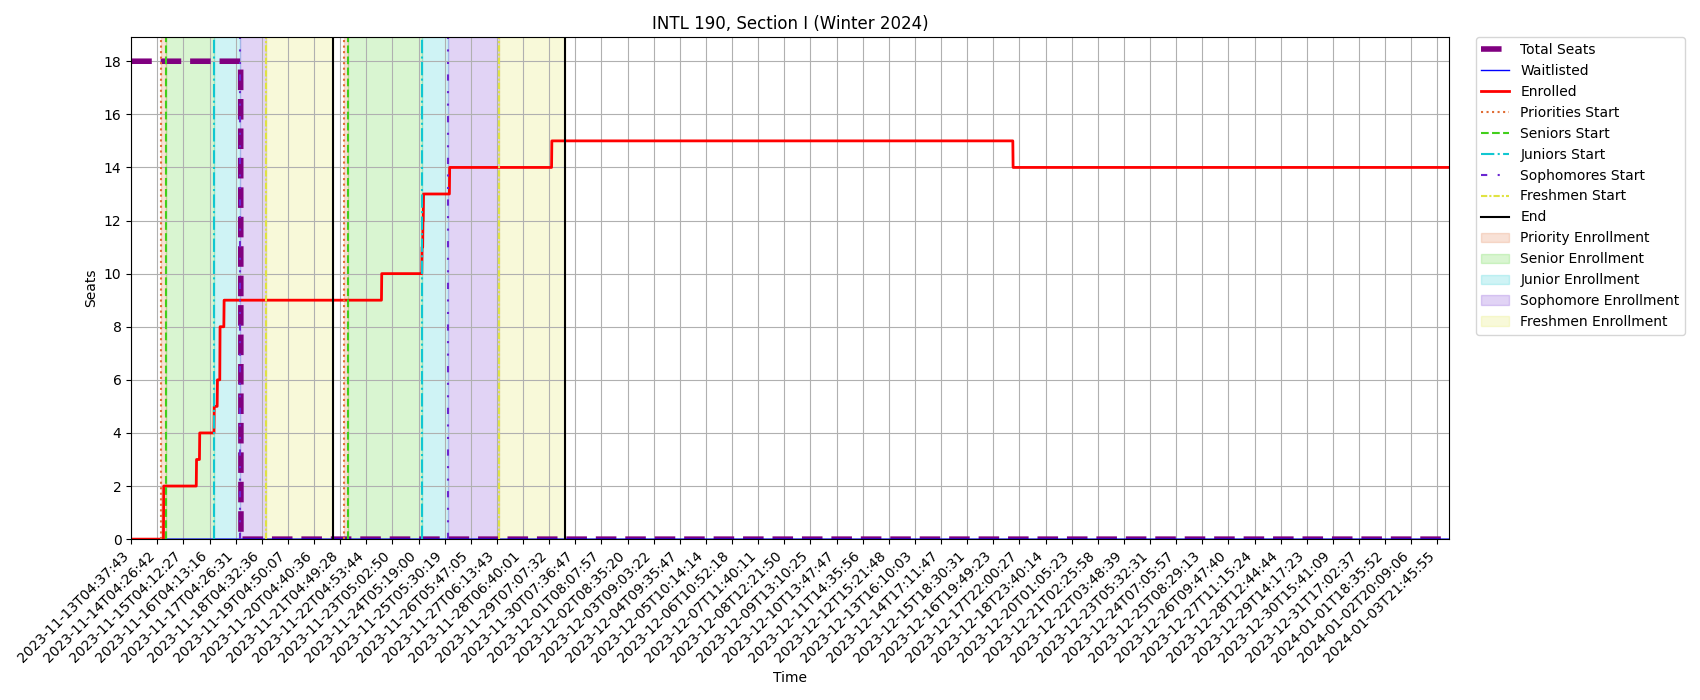 INTL 190, Section I (Winter 2024)
Seats
18
16
14
12
10
8
6
4
2
0
2023-11-13T04:37:43
2023-11-14T04:26:42
2023-11-15T04:12:27
2023-11-16T04:13:16
2023-11-17T04:26:31
2023-11-18T04:32:36
2023-11-19T04:50:07
2023-11-20T04:40:36
2023-11-21T04:49:28
2023-11-22T04:53:44
2023-11-23T05:02:50
2023-11-24T05:19:00
2023-11-25T05:30:19
2023-11-26T05:47:05
2023-11-27T06:13:43
2023-11-28T06:40:01
2023-11-29T07:07:32
2023-11-30T07:36:47
2023-12-01T08:07:57
2023-12-02T08:35:20
2023-12-03T09:03:22
2023-12-04T09:35:47
2023-12-05T10:14:14
2023-12-06T10:52:18
2023-12-07T11:40:11
2023-12-08T12:21:50
2023-12-09T13:10:25
2023-12-10T13:47:47
2023-12-11T14:35:56
2023-12-12T15:21:48
2023-12-13T16:10:03
2023-12-14T17:11:47
2023-12-15T18:30:31
2023-12-16T19:49:23
2023-12-17T22:00:27
2023-12-18T23:40:14
2023-12-20T01:05:23
2023-12-21T02:25:58
2023-12-22T03:48:39
2023-12-23T05:32:31
2023-12-24T07:05:57
2023-12-25T08:29:13
2023-12-26T09:47:40
2023-12-27T11:15:24
2023-12-28T12:44:44
2023-12-29T14:17:23
2023-12-30T15:41:09
2023-12-31T17:02:37
2024-01-01T18:35:52
2024-01-02T20:09:06
2024-01-03T21:45:55
Time
Total Seats
Waitlisted
Enrolled
Priorities Start
Seniors Start
Juniors Start
Sophomores Start
Freshmen Start
End
Priority Enrollment
Senior Enrollment
Junior Enrollment
Sophomore Enrollment
Freshmen Enrollment